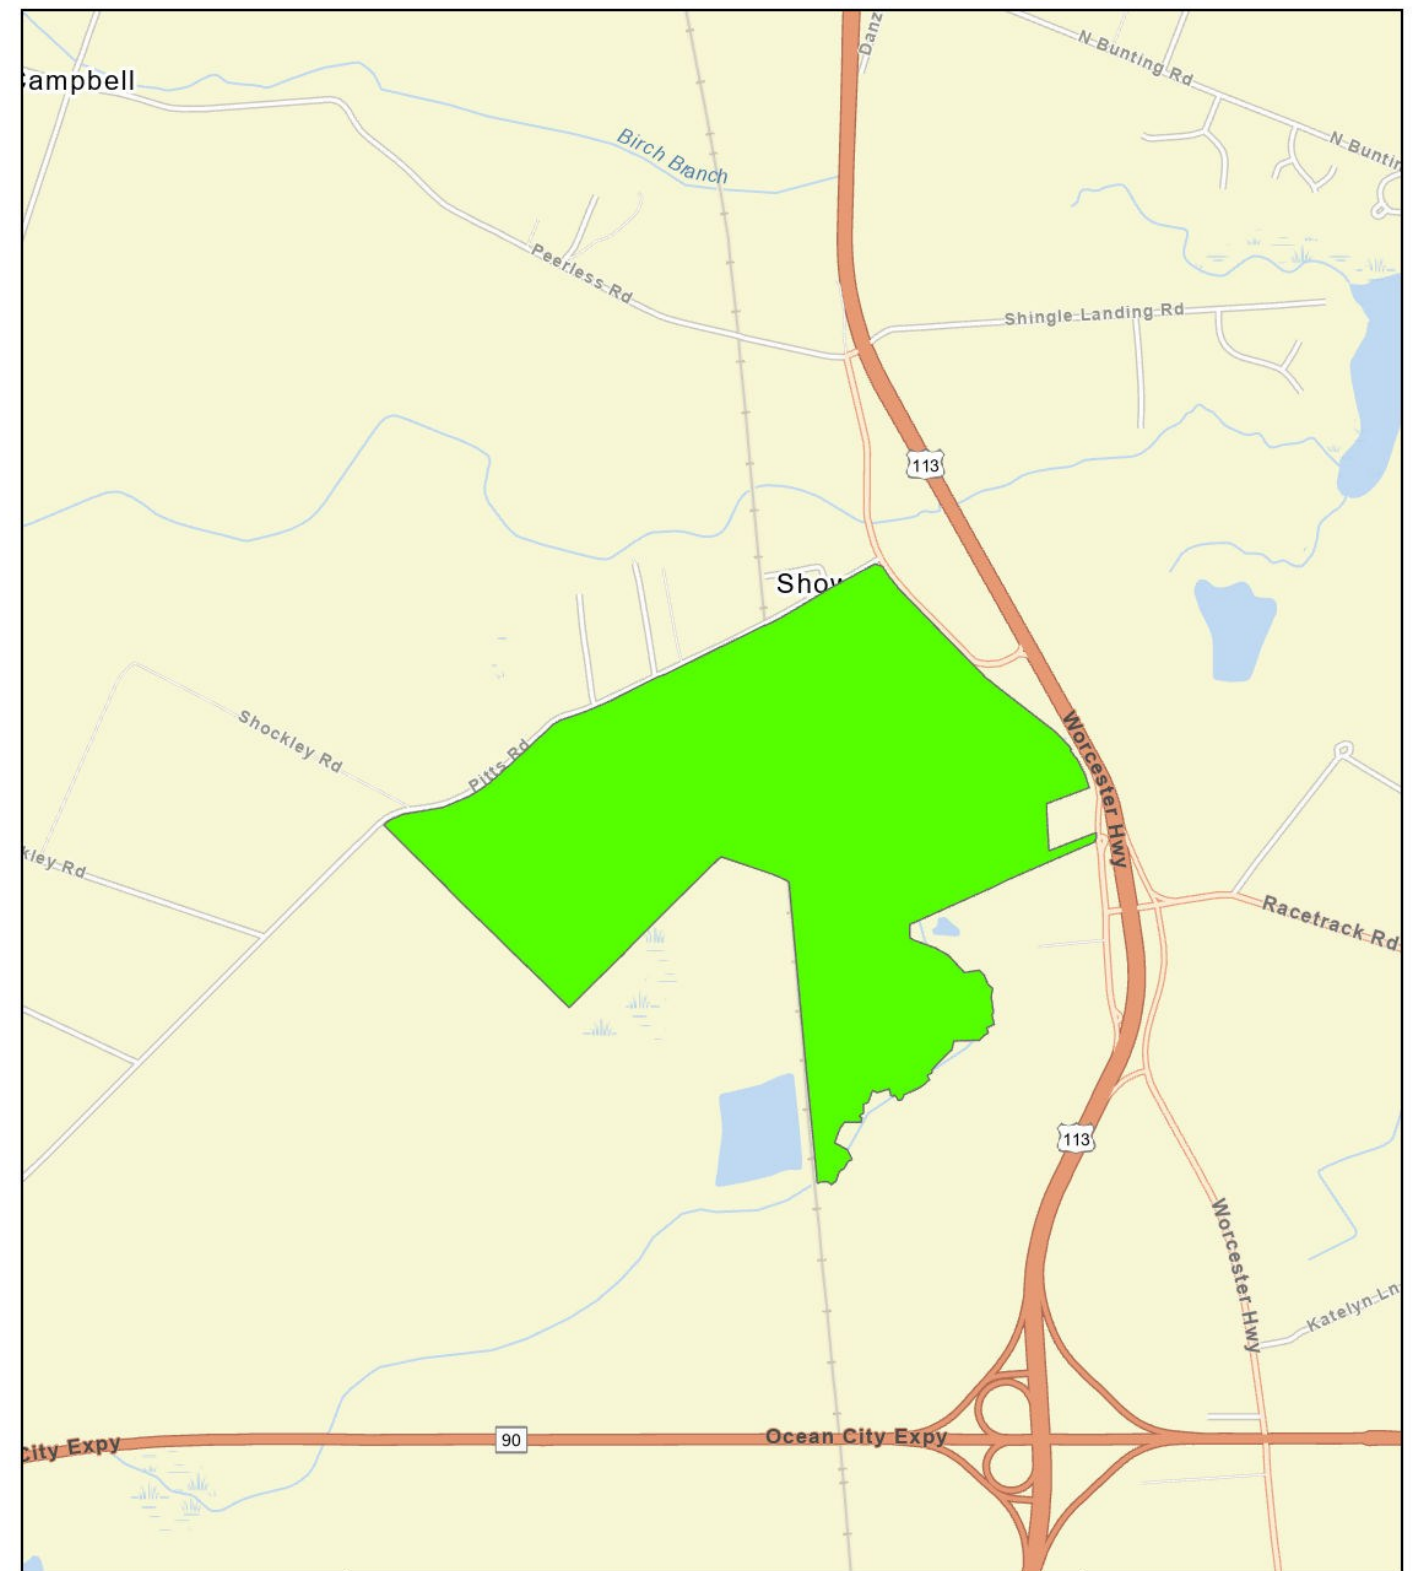 Danz
N Bunting Rd
ampbell
Birch Branch
N Buntin
Peerless Rd
Shingle Landing Rd
113
Show
Shockley Rd
Pitts Rd
Worcester Hwy
kley Rd
Racetrack Rd
113
Worcester Hwy
Katelyn Ln
City Expy
90
Ocean City Expy